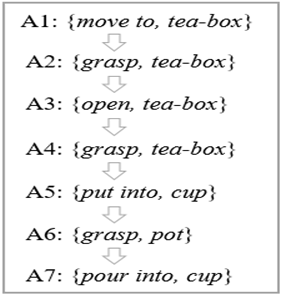 A1: {move to, tea-box}
A2: {grasp, tea-box}
A3: {open, tea-box}
A4: {grasp, tea-box}
A5: {put into, cup}
A6: {grasp, pot}
A7: {pour into, cup}